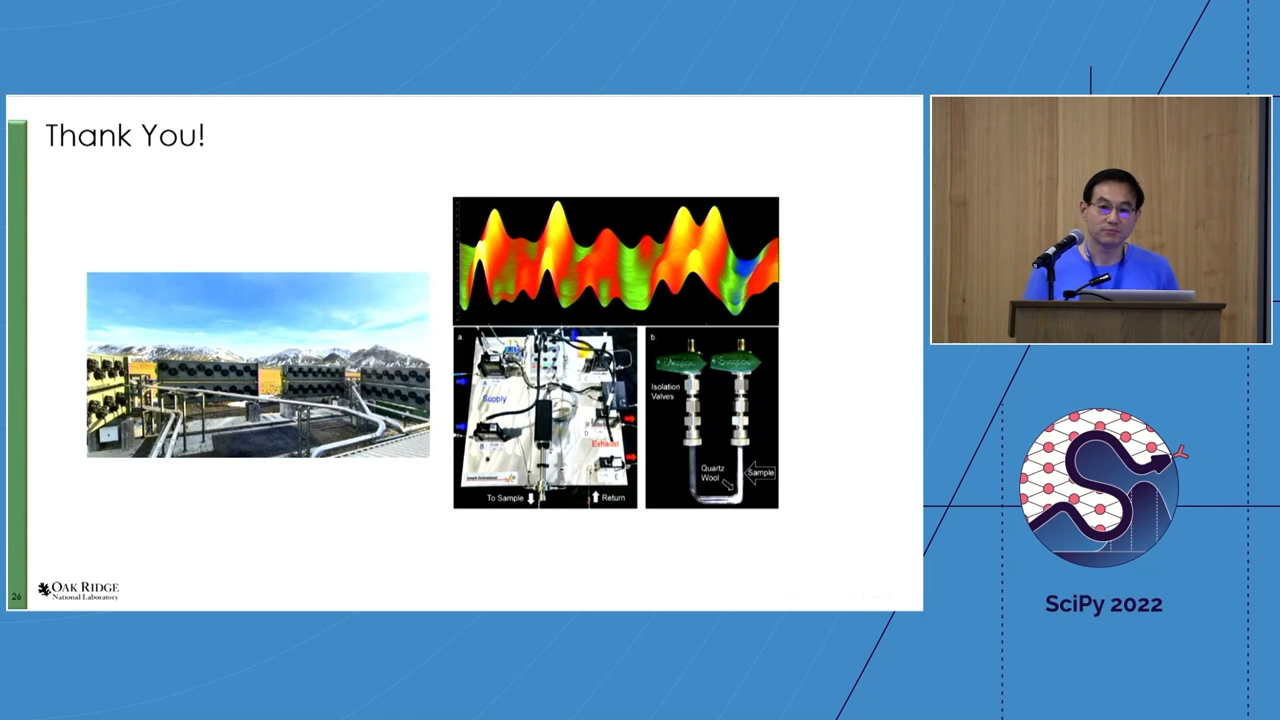 Thank You!
a
Supply
Exhaust
To Sample
Return
b
Isolation
Valves
Quartz
Wool
Sample
26
OAK RIDGE
National Laboratory
SciPy 2022